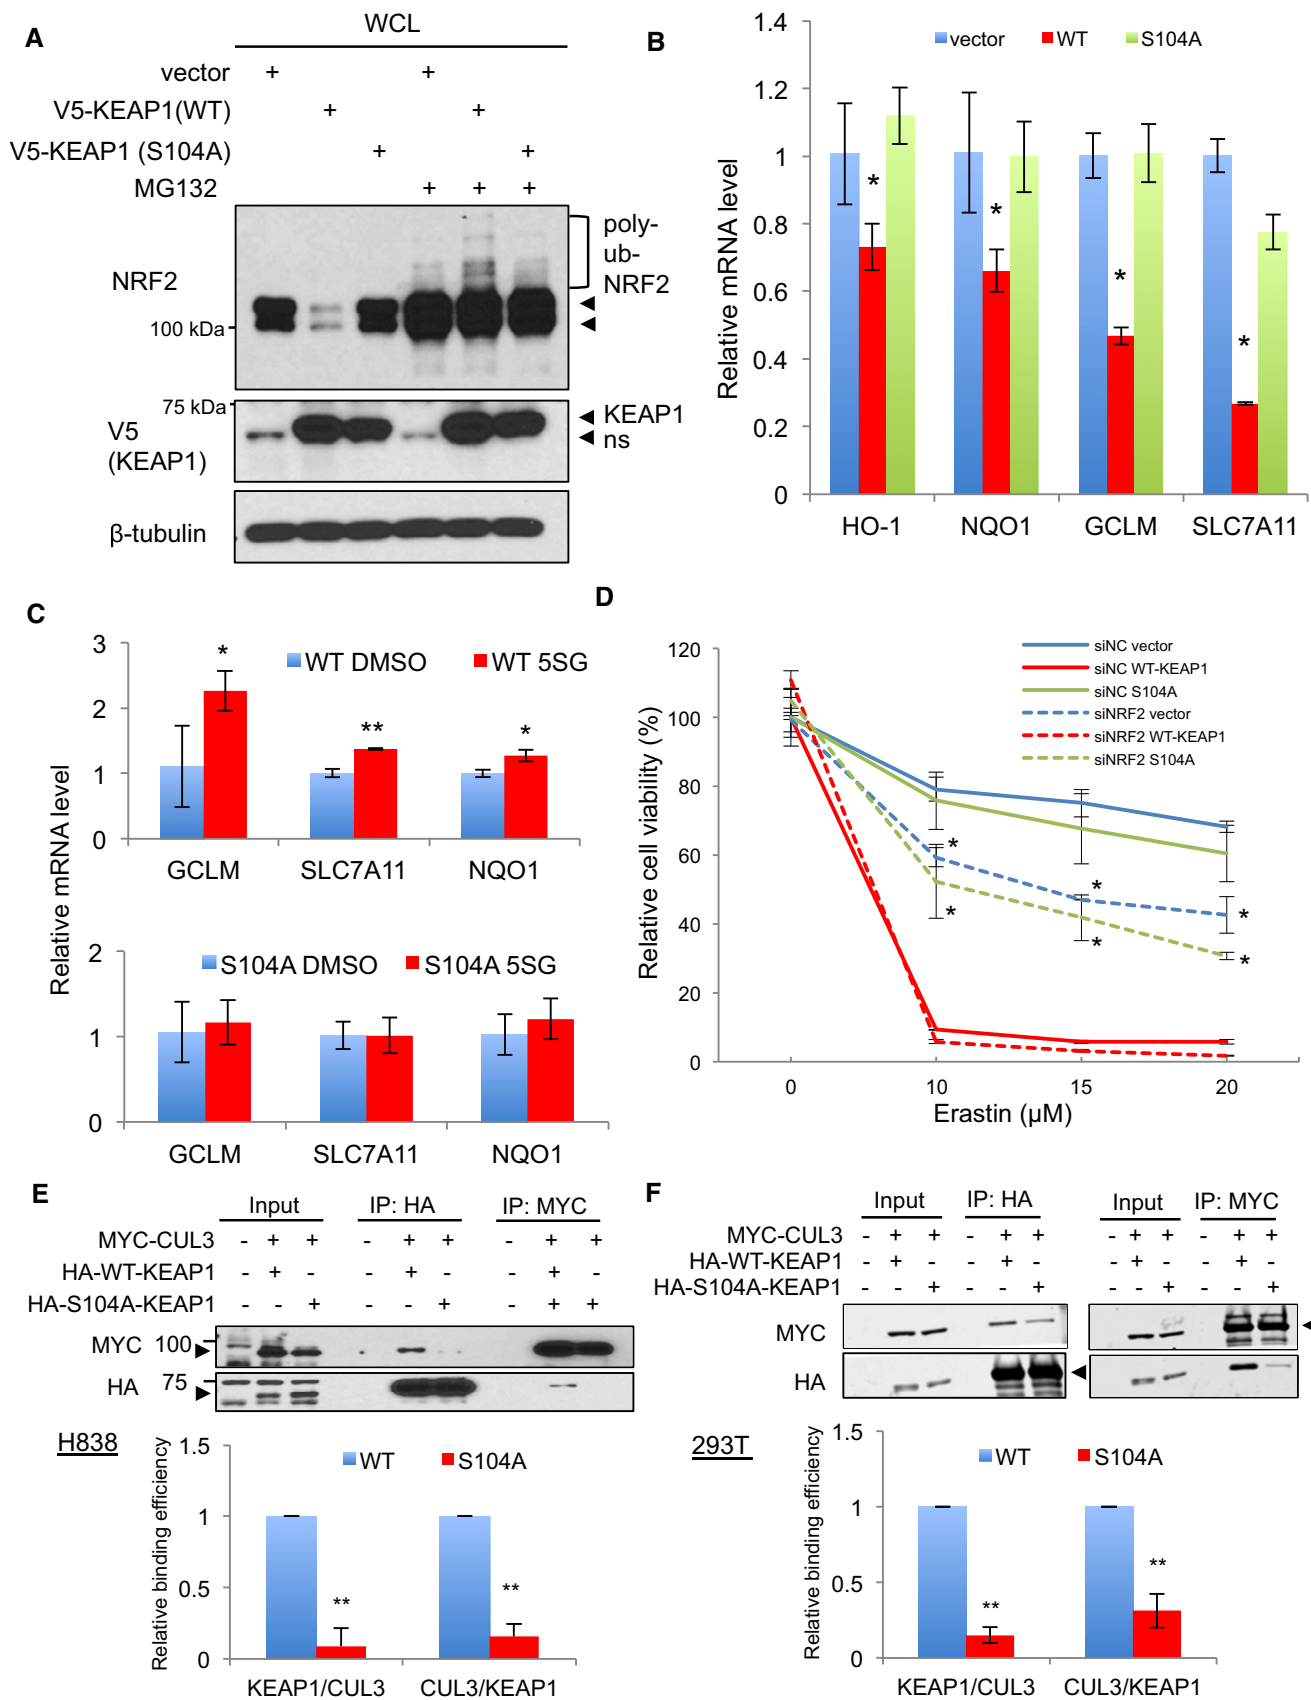 A
WCL
vector + +
V5-KEAP1(WT) + +
V5-KEAP1 (S104A) + +
MG132 + + +
NRF2
100 kDa
poly-
ub-
NRF2
75 kDa
V5
(KEAP1)
KEAP1
ns
β-tubulin
B
vector WT S104A
Relative mRNA level
1.4
1.2
1
0.8
0.6
0.4
0.2
0
* * * *
HO-1 NQO1 GCLM SLC7A11
C
Relative mRNA level
WT DMSO WT 5SG
3
2
1
0
* ** *
GCLM SLC7A11 NQO1
S104A DMSO S104A 5SG
2
1
0
GCLM SLC7A11 NQO1
D
Relative cell viability (%)
120
100
80
60
40
20
0
siNC vector
siNC WT-KEAP1
siNC S104A
siNRF2 vector
siNRF2 WT-KEAP1
siNRF2 S104A
* * *
* * *
0 10 15 20
Erastin (µM)
E
Input IP: HA IP: MYC
MYC-CUL3 - + + - + + - + +
HA-WT-KEAP1 - + - - + - - + -
HA-S104A-KEAP1 - - + - - + - + +
MYC 100
HA 75
H838
Relative binding efficiency
1.5
1
0.5
0
WT S104A
** **
KEAP1/CUL3 CUL3/KEAP1
F
Input IP: HA Input IP: MYC
MYC-CUL3 - + + - + + - + + - + +
HA-WT-KEAP1 - + - - + - - + - - + -
HA-S104A-KEAP1 - - + - - + - - + - - +
MYC
HA
293T
Relative binding efficiency
1.5
1
0.5
0
WT S104A
** **
KEAP1/CUL3 CUL3/KEAP1